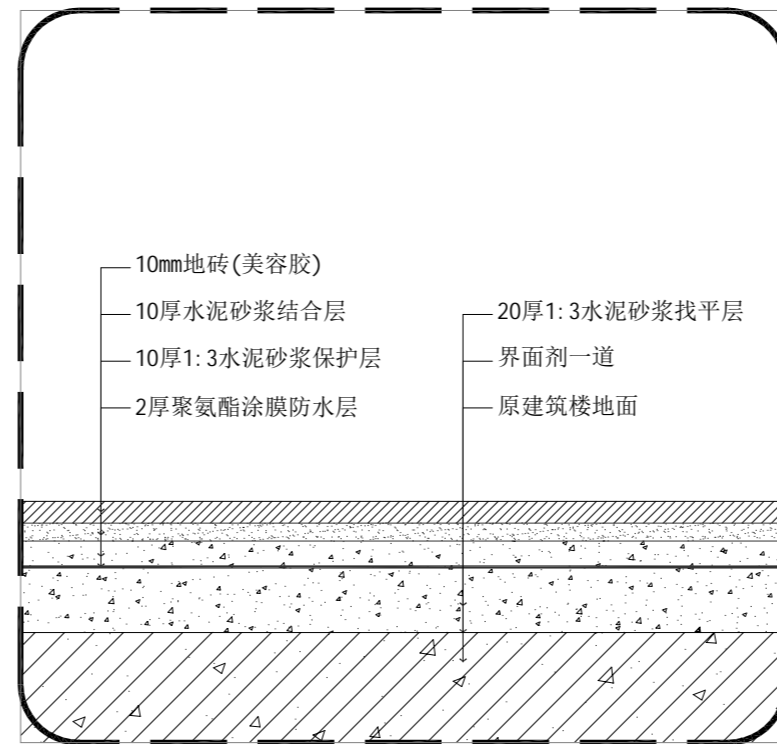 10mm地砖(美容胶)
10厚水泥砂浆结合层
10厚1:3水泥砂浆保护层
2厚聚氨酯涂膜防水层
20厚1:3水泥砂浆找平层
界面剂一道
原建筑楼地面